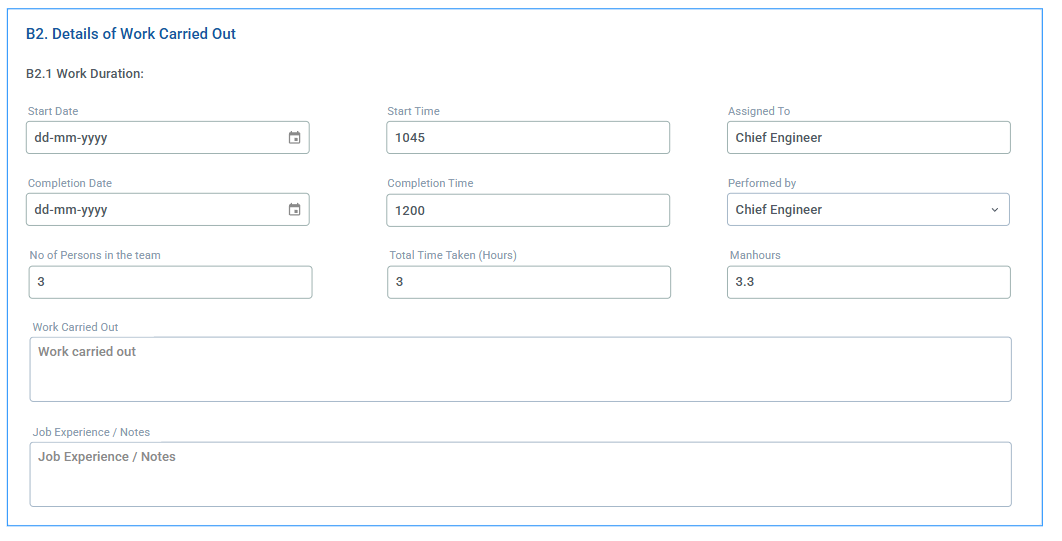 B2. Details of Work Carried Out
B2.1 Work Duration:
Start Date
Start Time
Assigned To
dd-mm-yyyy
1045
Chief Engineer
Completion Date
Completion Time
Performed by
dd-mm-yyyy
1200
Chief Engineer
No of Persons in the team
Total Time Taken (Hours)
Manhours
3
3
3.3
Work Carried Out
Work carried out
Job Experience / Notes
Job Experience / Notes